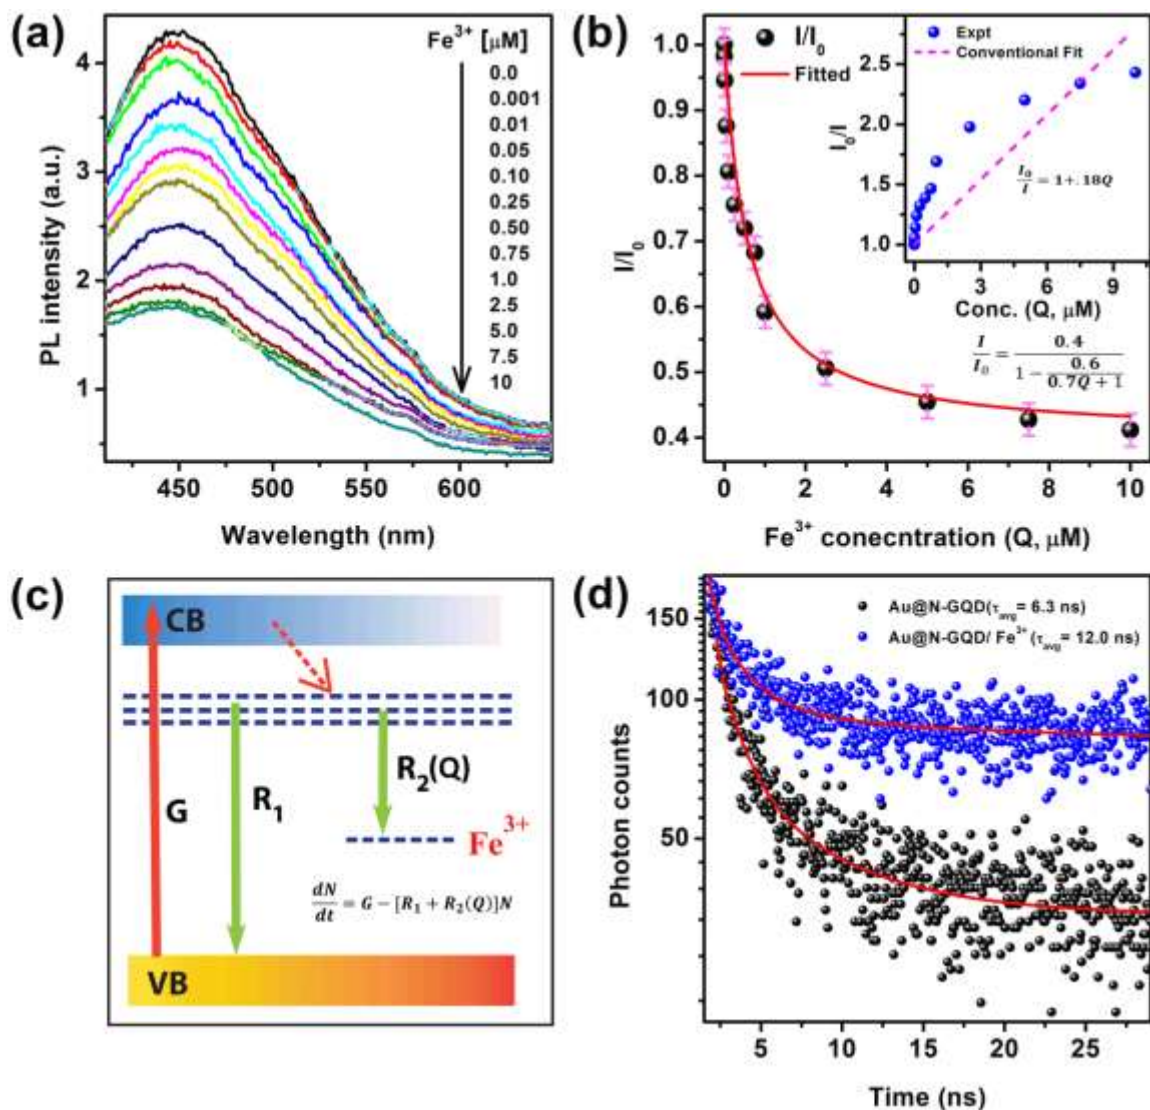 (a)
Fe³⁺ [μM]
0.0
0.001
0.01
0.05
0.10
0.25
0.50
0.75
1.0
2.5
5.0
7.5
10
4
3
2
1
PL intensity (a.u.)
450 500 550 600
Wavelength (nm)
(b)
I/I₀
Fitted
1.0
0.9
0.8
0.7
0.6
0.5
0.4
I/I₀
0 2 4 6 8 10
Fe³⁺ conecntration (Q, μM)
Expt
Conventional Fit
2.5
2.0
1.5
1.0
I₀/I
I₀/I = 1+.18Q
0 3 6 9
Conc. (Q, μM)
I/I₀ = 0.4/(1 − 0.6/(0.7Q + 1))
(c)
CB
G
R₁
R₂(Q)
Fe³⁺
dN/dt = G − [R₁ + R₂(Q)]N
VB
(d)
Au@N-GQD(τavg= 6.3 ns)
Au@N-GQD/ Fe³⁺ (τavg= 12.0 ns)
150
100
50
Photon counts
5 10 15 20 25
Time (ns)